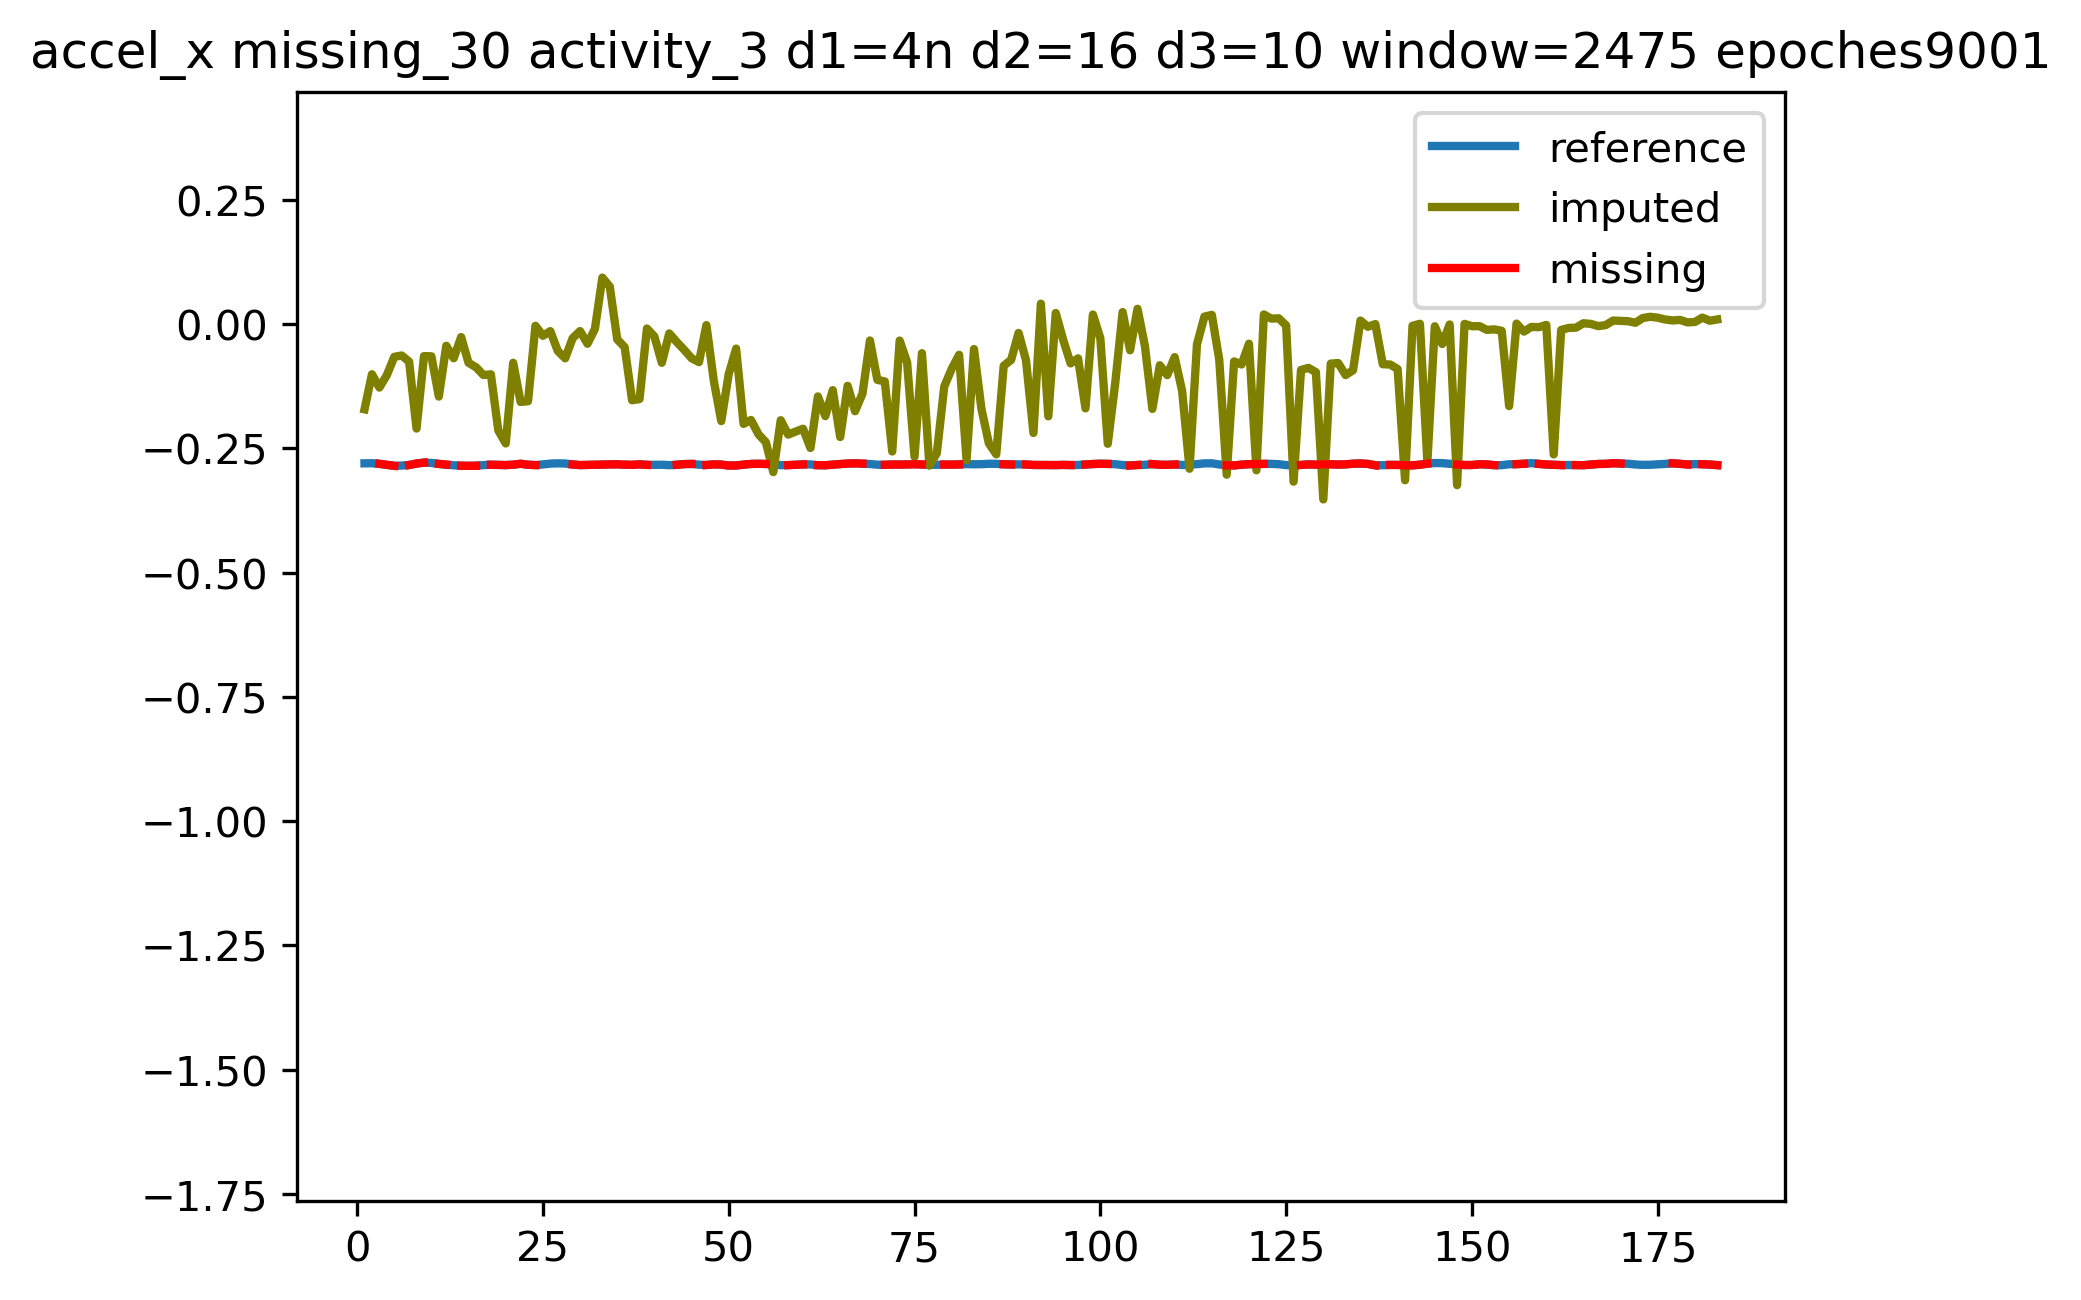 accel_x missing_30 activity_3 d1=4n d2=16 d3=10 window=2475 epoches9001
reference
imputed
missing
0.25
0.00
−0.25
−0.50
−0.75
−1.00
−1.25
−1.50
−1.75
0 25 50 75 100 125 150 175